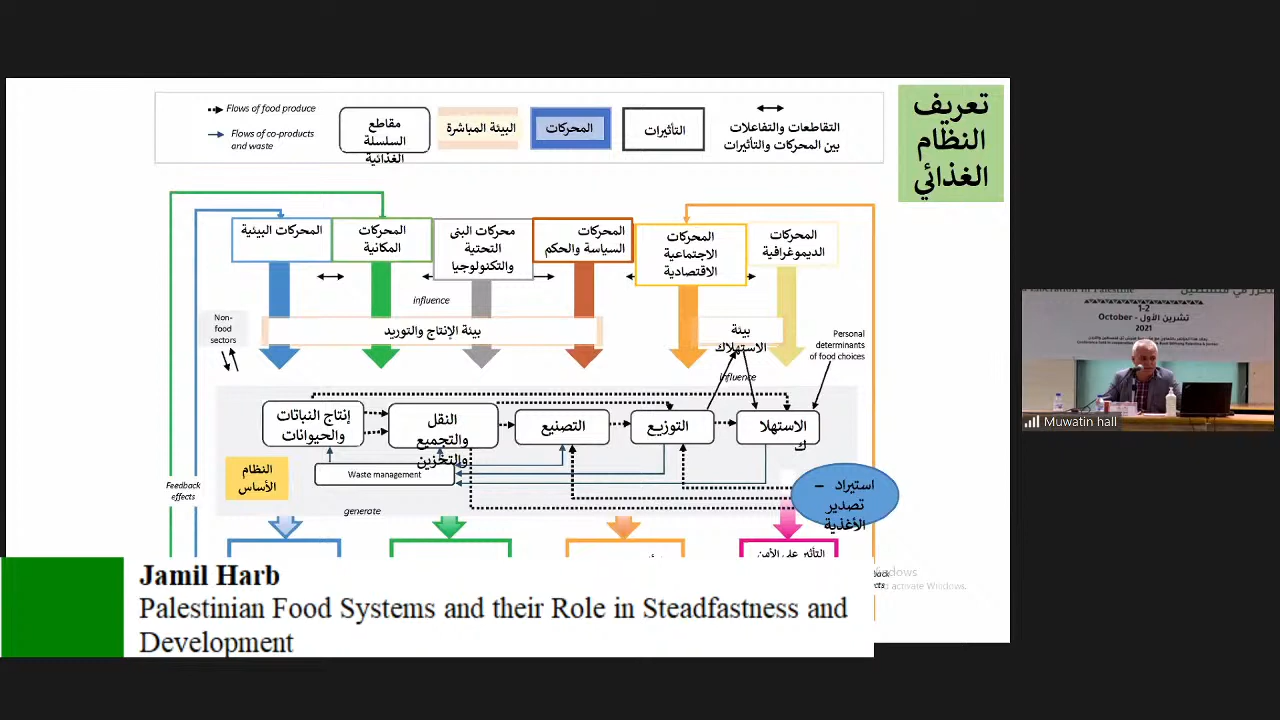 تعريف
النظام
الغذائي
Flows of food produce
Flows of co-products
and waste
مقاطع
السلسلة
الغذائية
البيئة المباشرة
المحركات
التأثيرات
التقاطعات والتفاعلات
بين المحركات والتأثيرات
المحركات البيئية
المحركات
المكانية
محركات البنى
التحتية
والتكنولوجيا
المحركات
السياسة والحكم
المحركات
الاجتماعية
الاقتصادية
المحركات
الديموغرافية
influence
Non-
food
sectors
بيئة الإنتاج والتوريد
بيئة
الاستهلاك
Personal
determinants
of food choices
influence
إنتاج النباتات
والحيوانات
النقل
والتجميع
والتخزين
التصنيع
التوزيع
الاستهلا
ك
النظام
الأساس
Waste management
Feedback
effects
استيراد –
تصدير
الأغذية
generate
التأثير على الأمن
Jamil Harb
Palestinian Food Systems and their Role in Steadfastness and
Development
1-2
October - تشرين الأول
2021
Muwatin hall